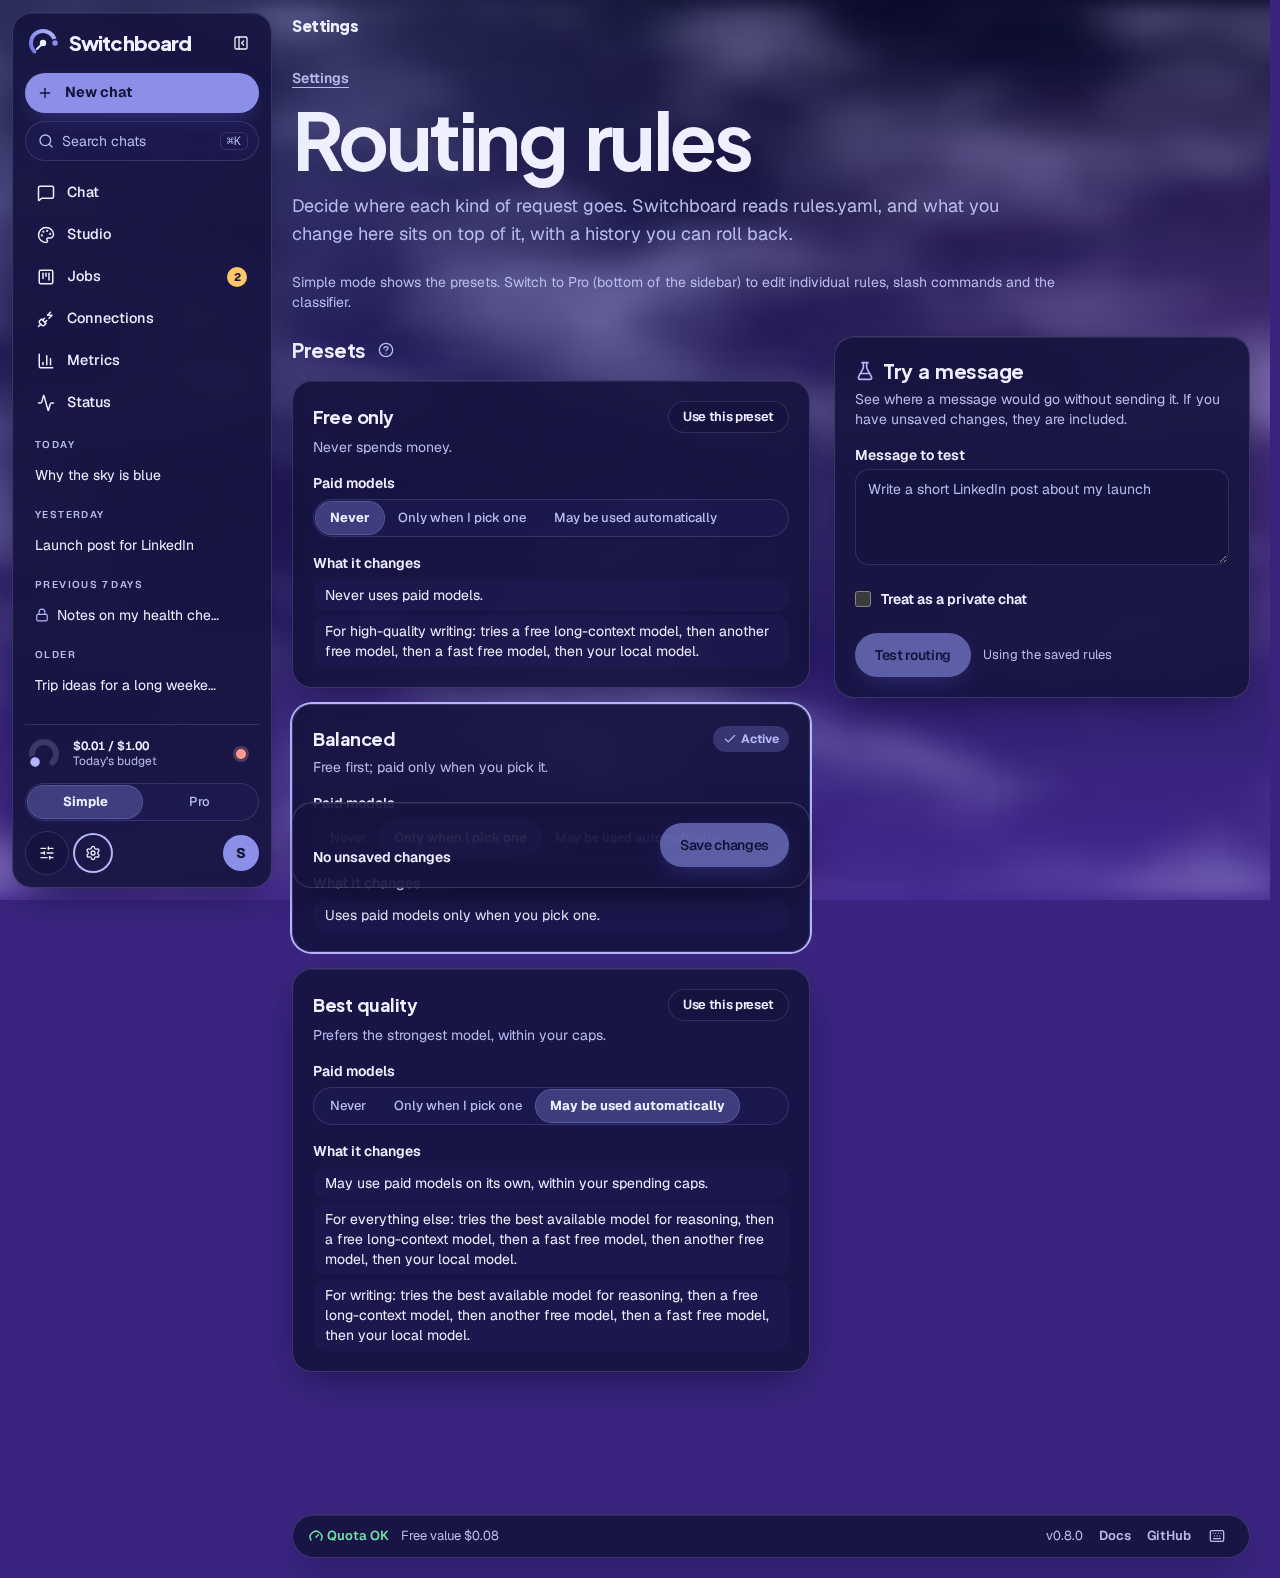 Switchboard
New chat
Search chats ⌘K
Chat
Studio
Jobs 2
Connections
Metrics
Status
TODAY
Why the sky is blue
YESTERDAY
Launch post for LinkedIn
PREVIOUS 7 DAYS
Notes on my health che…
OLDER
Trip ideas for a long weeke…
$0.01 / $1.00
Today's budget
Simple Pro
S
Settings
Settings
Routing rules
Decide where each kind of request goes. Switchboard reads rules.yaml, and what you
change here sits on top of it, with a history you can roll back.
Simple mode shows the presets. Switch to Pro (bottom of the sidebar) to edit individual rules, slash commands and the
classifier.
Presets
Free only Use this preset
Never spends money.
Paid models
Never Only when I pick one May be used automatically
What it changes
Never uses paid models.
For high-quality writing: tries a free long-context model, then another
free model, then a fast free model, then your local model.
Balanced Active
Free first; paid only when you pick it.
Paid models
Never Only when I pick one May be used automatically
No unsaved changes Save changes
What it changes
Uses paid models only when you pick one.
Best quality Use this preset
Prefers the strongest model, within your caps.
Paid models
Never Only when I pick one May be used automatically
What it changes
May use paid models on its own, within your spending caps.
For everything else: tries the best available model for reasoning, then
a free long-context model, then a fast free model, then another free
model, then your local model.
For writing: tries the best available model for reasoning, then a free
long-context model, then another free model, then a fast free model,
then your local model.
Try a message
See where a message would go without sending it. If you
have unsaved changes, they are included.
Message to test
Write a short LinkedIn post about my launch
Treat as a private chat
Test routing Using the saved rules
Quota OK Free value $0.08 v0.8.0 Docs GitHub